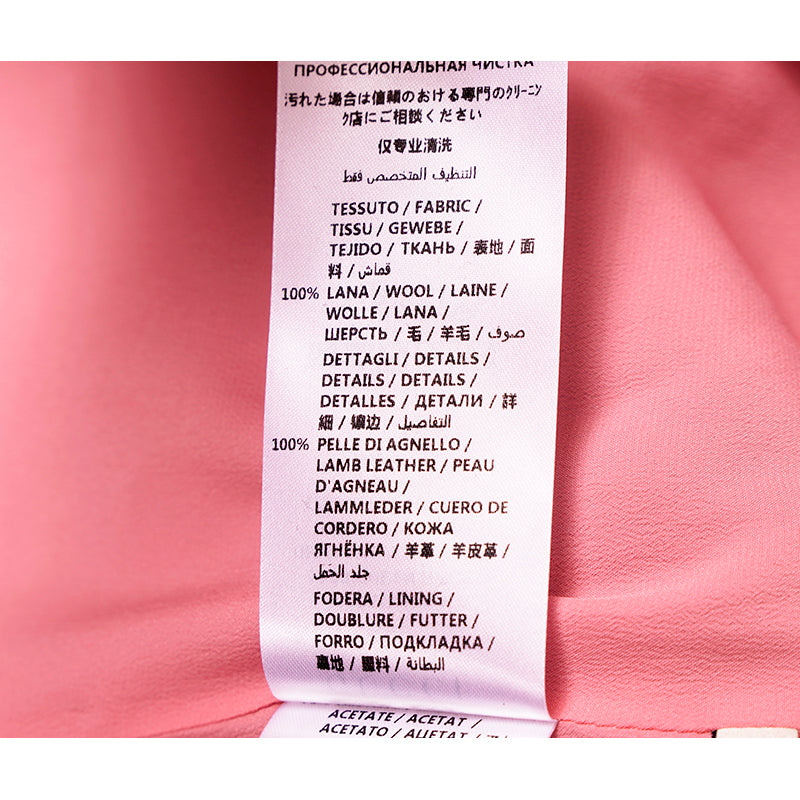 ПРОФЕССИОНАЛЬНАЯ ЧИСТКА
汚れた場合は信頼のおける専門のクリーニン
ク店にご相談ください
仅专业清洗
التنظيف المتخصص فقط
TESSUTO / FABRIC /
TISSU / GEWEBE /
TEJIDO / ТКАНЬ / 表地 / 面
料 / قماش
100% LANA / WOOL / LAINE /
WOLLE / LANA /
ШЕРСТЬ / 毛 / 羊毛 / صوف
DETTAGLI / DETAILS /
DETAILS / DETAILS /
DETALLES / ДЕТАЛИ / 詳
細 / 镶边 / التفاصيل
100% PELLE DI AGNELLO /
LAMB LEATHER / PEAU
D'AGNEAU /
LAMMLEDER / CUERO DE
CORDERO / КОЖА
ЯГНЁНКА / 羊革 / 羊皮革 /
جلد الحَمل
FODERA / LINING /
DOUBLURE / FUTTER /
FORRO / ПОДКЛАДКА /
裏地 / 里料 / البطانة
ACETATE / ACETAT /
ACETATO / АЦЕТАТ /